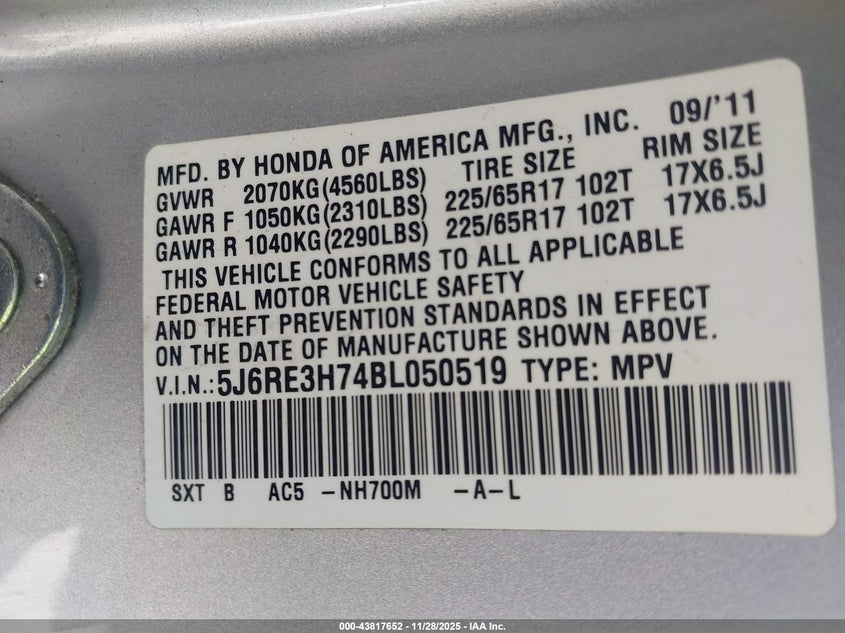 MFD. BY HONDA OF AMERICA MFG., INC. 09/'11
TIRE SIZE RIM SIZE
GVWR 2070KG(4560LBS)
GAWR F 1050KG(2310LBS) 225/65R17 102T 17X6.5J
GAWR R 1040KG(2290LBS) 225/65R17 102T 17X6.5J
THIS VEHICLE CONFORMS TO ALL APPLICABLE
FEDERAL MOTOR VEHICLE SAFETY
AND THEFT PREVENTION STANDARDS IN EFFECT
ON THE DATE OF MANUFACTURE SHOWN ABOVE.
V.I.N.:5J6RE3H74BL050519 TYPE: MPV
SXT B AC5 -NH700M -A-L
000-43817652 - 11/28/2025 - IAA Inc.